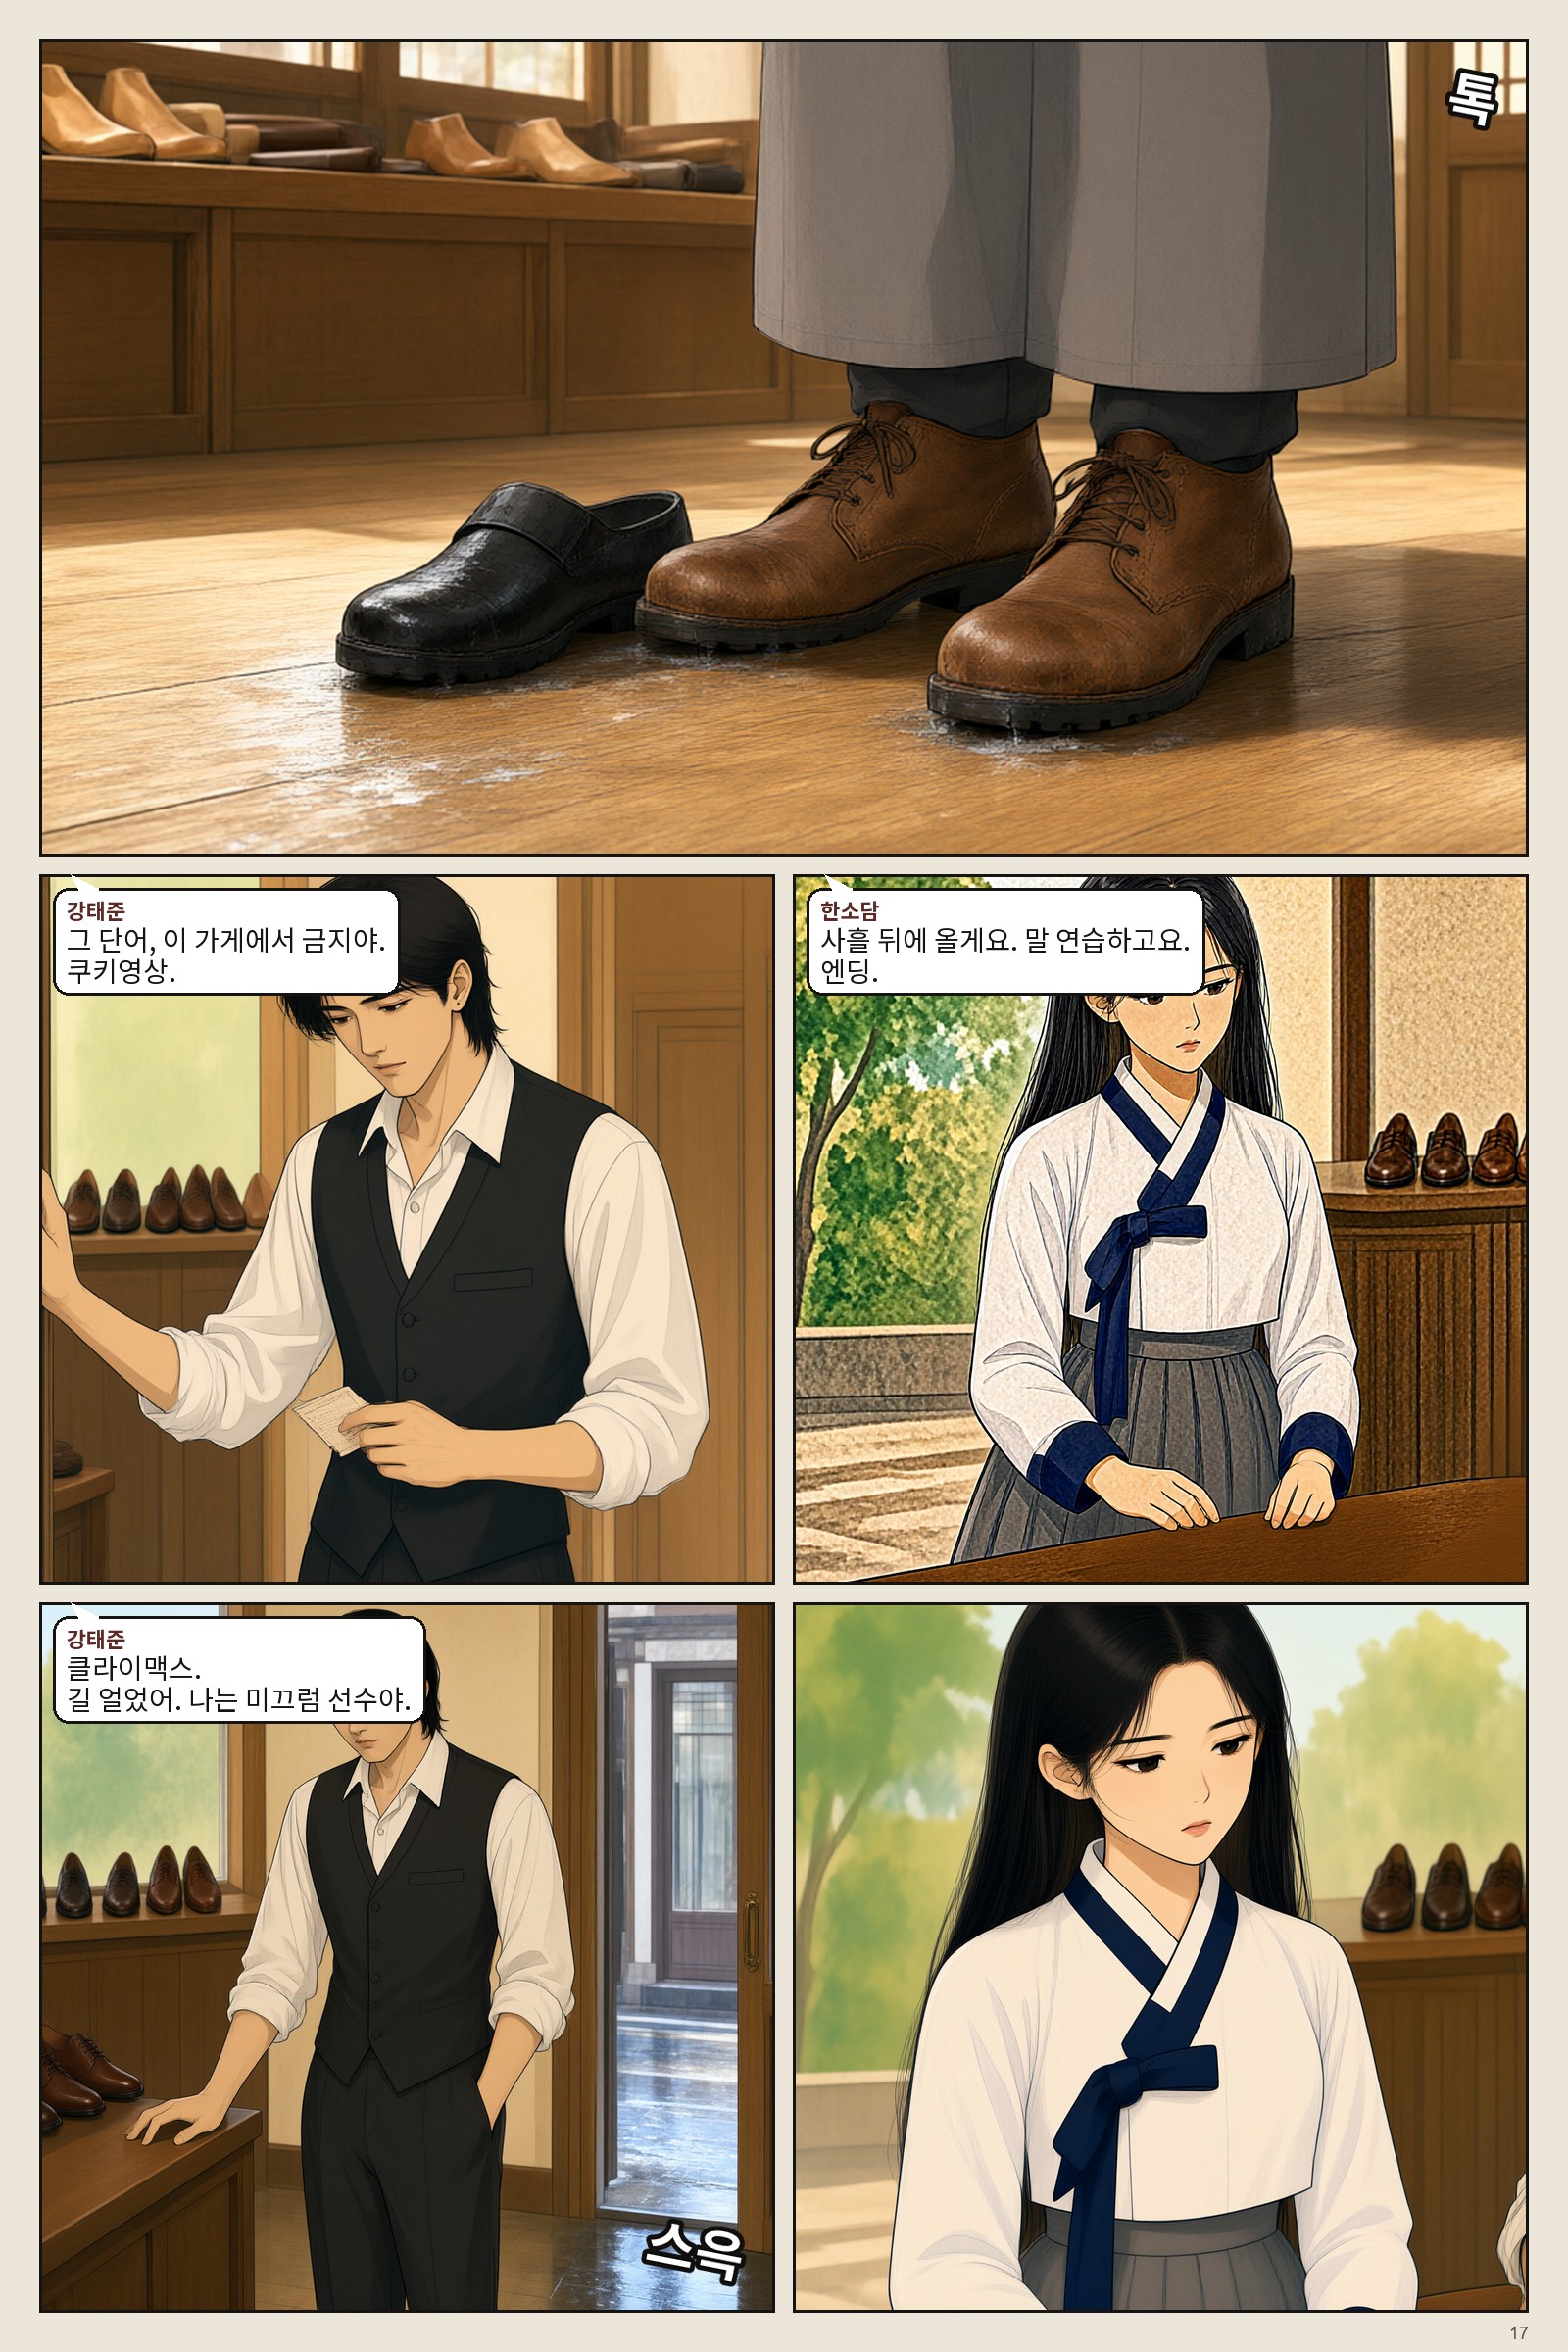 톡
강태준
그 단어, 이 가게에서 금지야.
쿠키영상.
한소담
사흘 뒤에 올게요. 말 연습하고요.
엔딩.
강태준
클라이맥스.
길 얼었어. 나는 미끄럼 선수야.
스윽
17